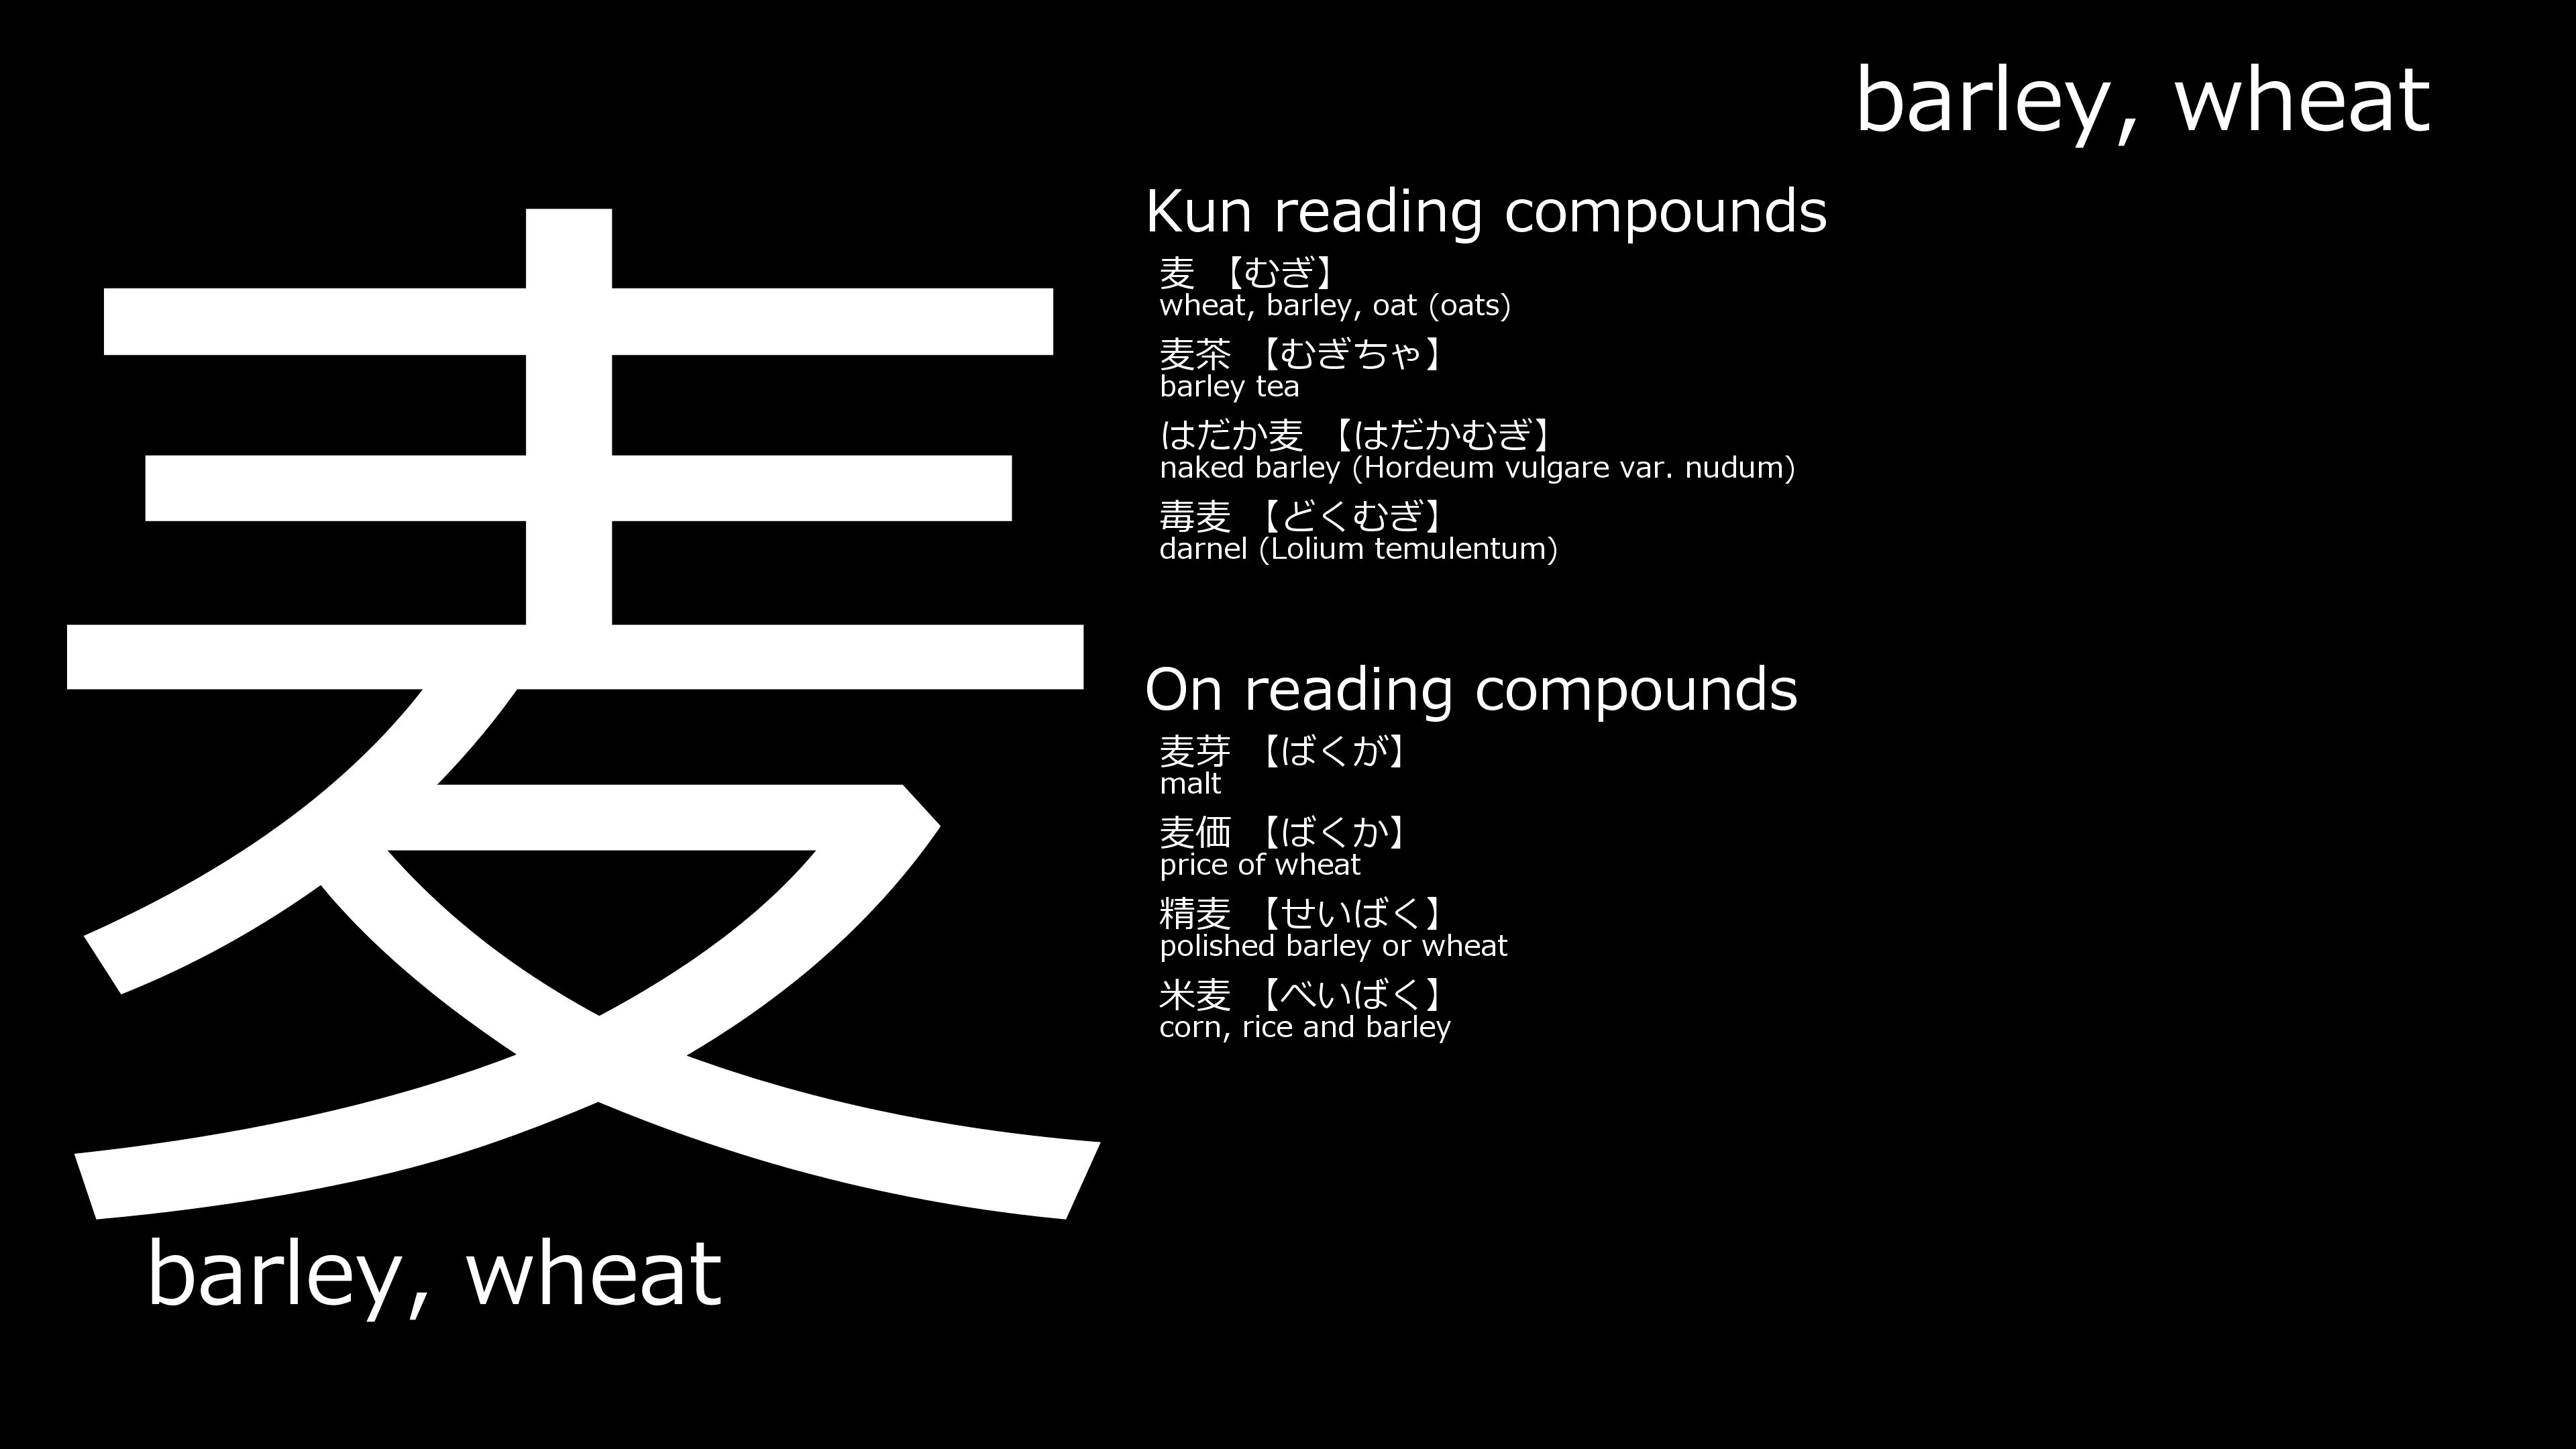 barley, wheat
麦
barley, wheat
Kun reading compounds
麦 【むぎ】
wheat, barley, oat (oats)
麦茶 【むぎちゃ】
barley tea
はだか麦 【はだかむぎ】
naked barley (Hordeum vulgare var. nudum)
毒麦 【どくむぎ】
darnel (Lolium temulentum)
On reading compounds
麦芽 【ばくが】
malt
麦価 【ばくか】
price of wheat
精麦 【せいばく】
polished barley or wheat
米麦 【べいばく】
corn, rice and barley